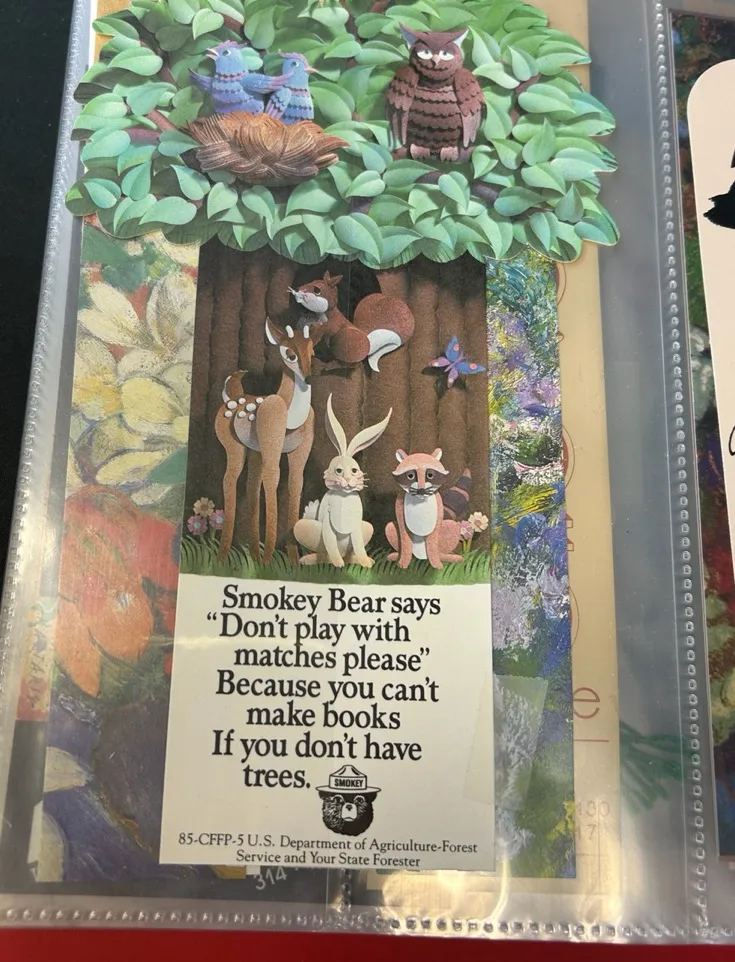 Smokey Bear says
"Don't play with
matches please"
Because you can't
make books
If you don't have
trees.
SMOKEY
85-CFFP-5 U.S. Department of Agriculture-Forest
Service and Your State Forester
314